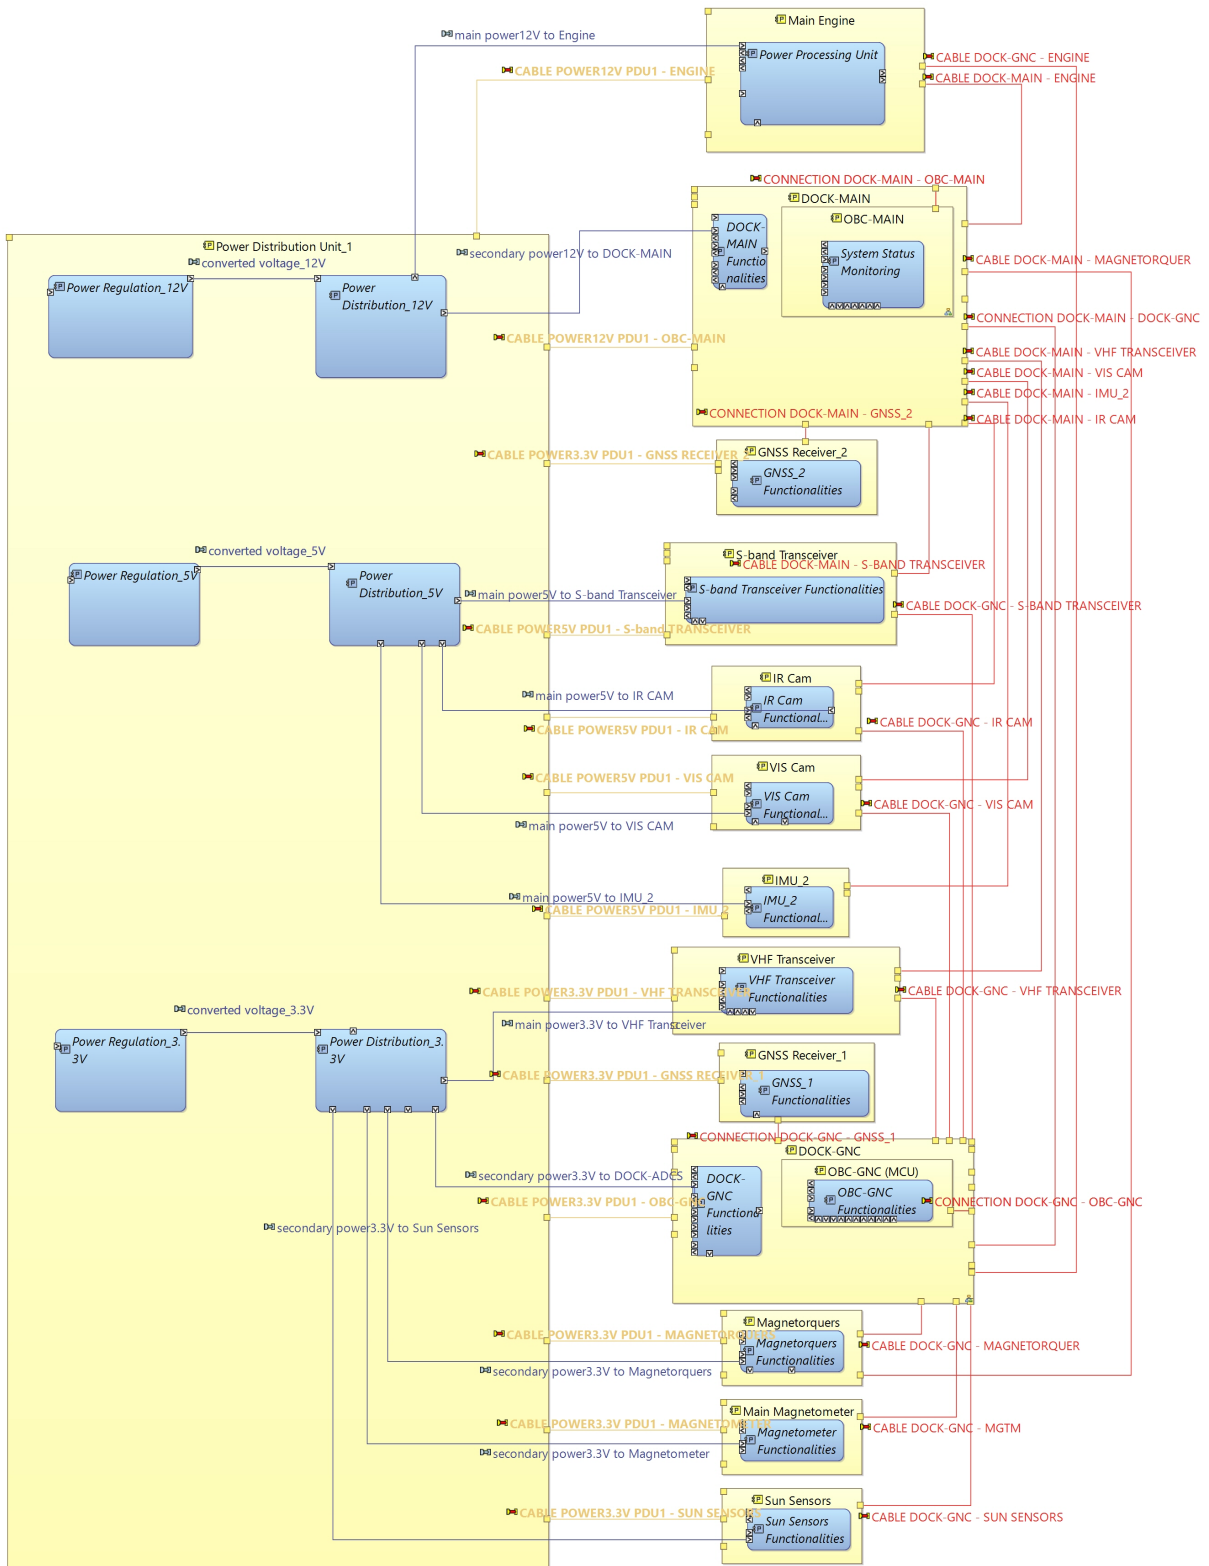 Main Engine
main power12V to Engine
Power Processing Unit
CABLE DOCK-GNC - ENGINE
CABLE POWER12V PDU1 - ENGINE
CABLE DOCK-MAIN - ENGINE
CONNECTION DOCK-MAIN - OBC-MAIN
DOCK-MAIN
OBC-MAIN
DOCK-
MAIN
Functio
nalities
System Status
Monitoring
Power Distribution Unit_1
secondary power12V to DOCK-MAIN
converted voltage_12V
CABLE DOCK-MAIN - MAGNETORQUER
Power Regulation_12V
Power
Distribution_12V
CONNECTION DOCK-MAIN - DOCK-GNC
CABLE POWER12V PDU1 - OBC-MAIN
CABLE DOCK-MAIN - VHF TRANSCEIVER
CABLE DOCK-MAIN - VIS CAM
CABLE DOCK-MAIN - IMU_2
CONNECTION DOCK-MAIN - GNSS_2
CABLE DOCK-MAIN - IR CAM
GNSS Receiver_2
CABLE POWER3.3V PDU1 - GNSS RECEIVER_2
GNSS_2
Functionalities
converted voltage_5V
S-band Transceiver
CABLE DOCK-MAIN - S-BAND TRANSCEIVER
Power Regulation_5V
Power
Distribution_5V
S-band Transceiver Functionalities
main power5V to S-band Transceiver
CABLE DOCK-GNC - S-BAND TRANSCEIVER
CABLE POWER5V PDU1 - S-band TRANSCEIVER
IR Cam
main power5V to IR CAM
IR Cam
Functional...
CABLE DOCK-GNC - IR CAM
CABLE POWER5V PDU1 - IR CAM
VIS Cam
CABLE POWER5V PDU1 - VIS CAM
VIS Cam
Functional...
CABLE DOCK-GNC - VIS CAM
main power5V to VIS CAM
IMU_2
main power5V to IMU_2
IMU_2
Functional...
CABLE POWER5V PDU1 - IMU_2
VHF Transceiver
VHF Transceiver
Functionalities
CABLE POWER3.3V PDU1 - VHF TRANSCEIVER
CABLE DOCK-GNC - VHF TRANSCEIVER
converted voltage_3.3V
main power3.3V to VHF Transceiver
Power Regulation_3.
3V
Power Distribution_3.
3V
GNSS Receiver_1
CABLE POWER3.3V PDU1 - GNSS RECEIVER_1
GNSS_1
Functionalities
CONNECTION DOCK-GNC - GNSS_1
DOCK-GNC
secondary power3.3V to DOCK-ADCS
DOCK-
GNC
Functiona
lities
OBC-GNC (MCU)
OBC-GNC
Functionalities
CABLE POWER3.3V PDU1 - OBC-GNC
CONNECTION DOCK-GNC - OBC-GNC
secondary power3.3V to Sun Sensors
Magnetorquers
CABLE POWER3.3V PDU1 - MAGNETORQUERS
Magnetorquers
Functionalities
CABLE DOCK-GNC - MAGNETORQUER
secondary power3.3V to Magnetorquers
Main Magnetometer
CABLE POWER3.3V PDU1 - MAGNETOMETER
Magnetometer
Functionalities
CABLE DOCK-GNC - MGTM
secondary power3.3V to Magnetometer
Sun Sensors
CABLE POWER3.3V PDU1 - SUN SENSORS
Sun Sensors
Functionalities
CABLE DOCK-GNC - SUN SENSORS